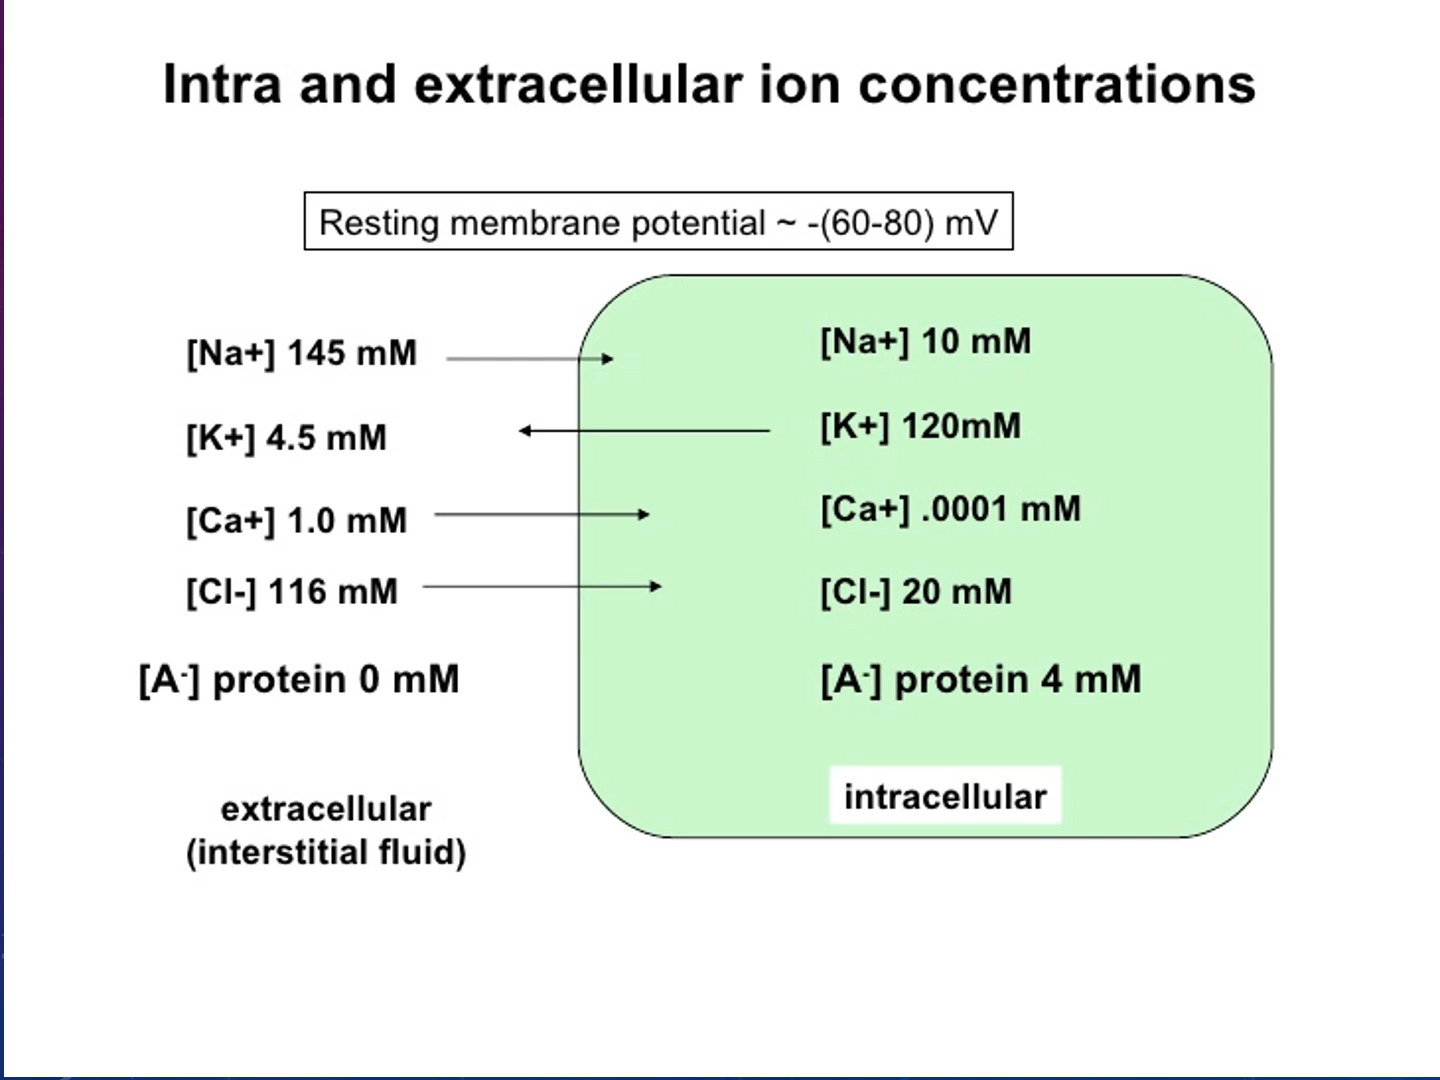 Intra and extracellular ion concentrations
Resting membrane potential ~ -(60-80) mV
[Na+] 145 mM
[K+] 4.5 mM
[Ca+] 1.0 mM
[Cl-] 116 mM
[A-] protein 0 mM
extracellular
(interstitial fluid)
[Na+] 10 mM
[K+] 120mM
[Ca+] .0001 mM
[Cl-] 20 mM
[A-] protein 4 mM
intracellular